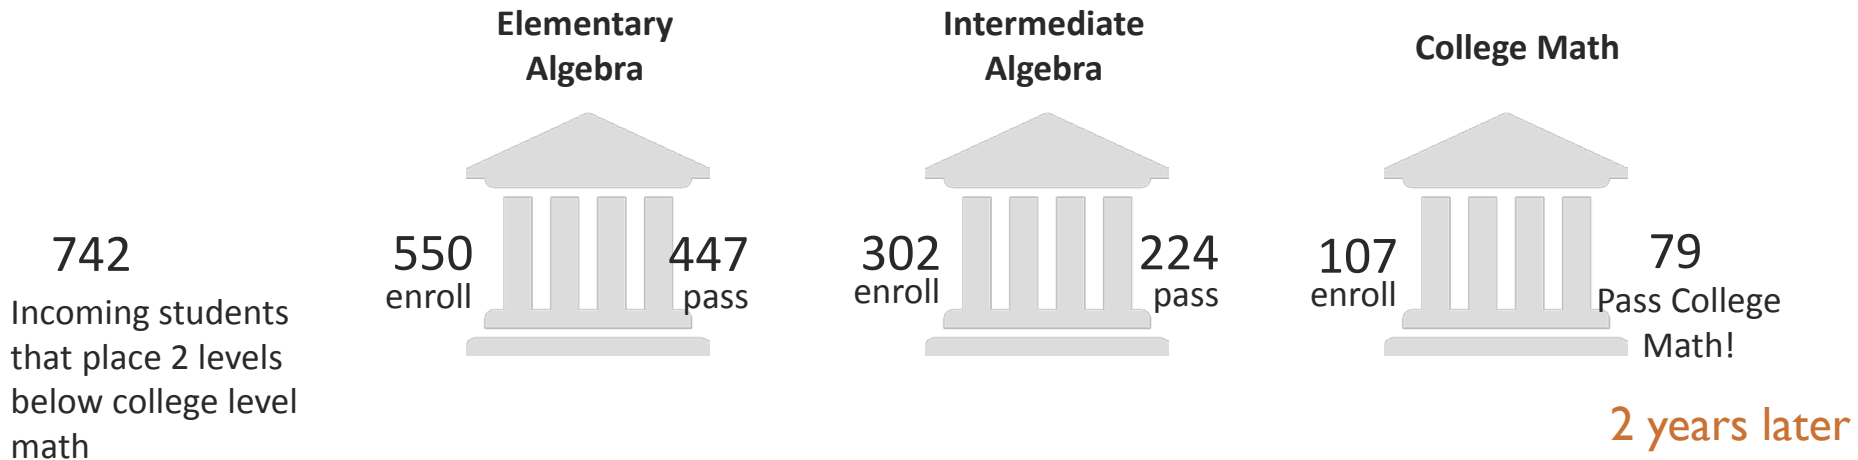 Elementary
Algebra
Intermediate
Algebra
College Math
742
Incoming students
that place 2 levels
below college level
math
550
enroll
447
pass
302
enroll
224
pass
107
enroll
79
Pass College
Math!
2 years later